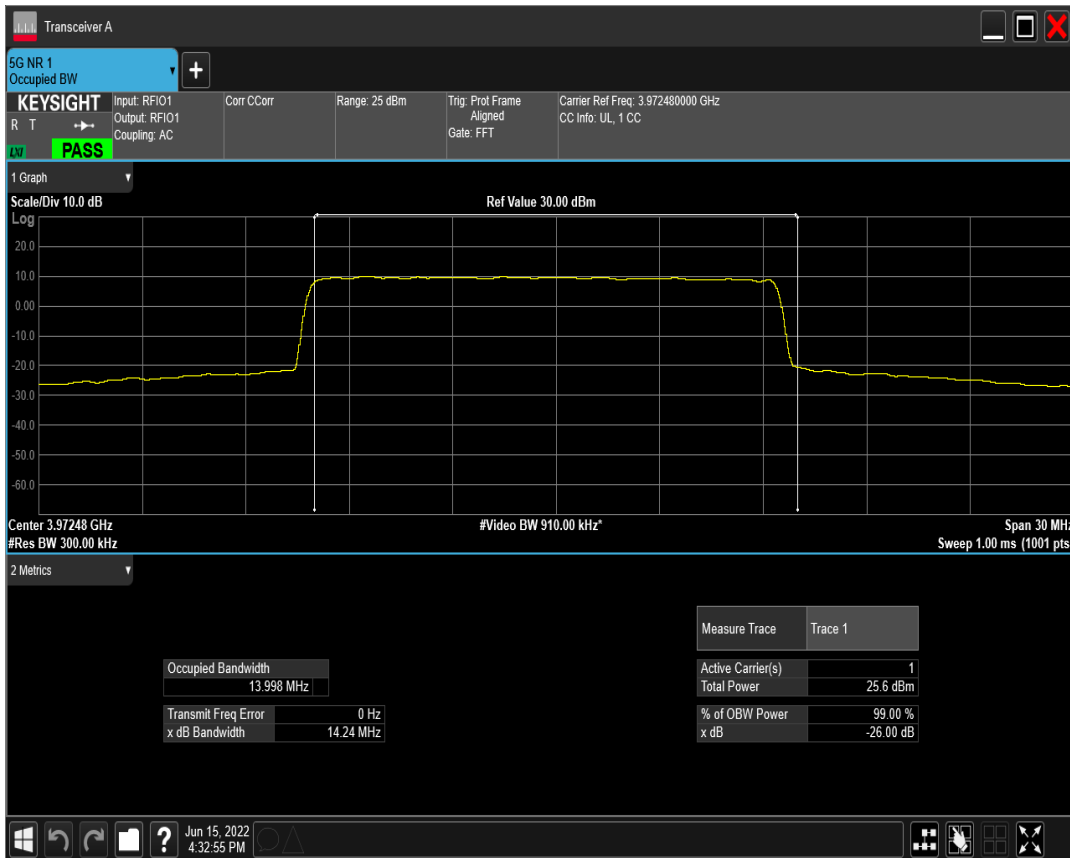 Transceiver A
5G NR 1
Occupied BW
+
KEYSIGHT
R T
LXI
PASS
Input: RFIO1
Output: RFIO1
Coupling: AC
Corr CCorr
Range: 25 dBm
Trig: Prot Frame
Aligned
Gate: FFT
Carrier Ref Freq: 3.972480000 GHz
CC Info: UL, 1 CC
1 Graph
Scale/Div 10.0 dB
Ref Value 30.00 dBm
Log
20.0
10.0
0.00
-10.0
-20.0
-30.0
-40.0
-50.0
-60.0
Center 3.97248 GHz
#Video BW 910.00 kHz*
Span 30 MHz
#Res BW 300.00 kHz
Sweep 1.00 ms (1001 pts
2 Metrics
Measure Trace Trace 1
Occupied Bandwidth
13.998 MHz
Active Carrier(s) 1
Total Power 25.6 dBm
Transmit Freq Error 0 Hz
x dB Bandwidth 14.24 MHz
% of OBW Power 99.00 %
x dB -26.00 dB
?
Jun 15, 2022
4:32:55 PM